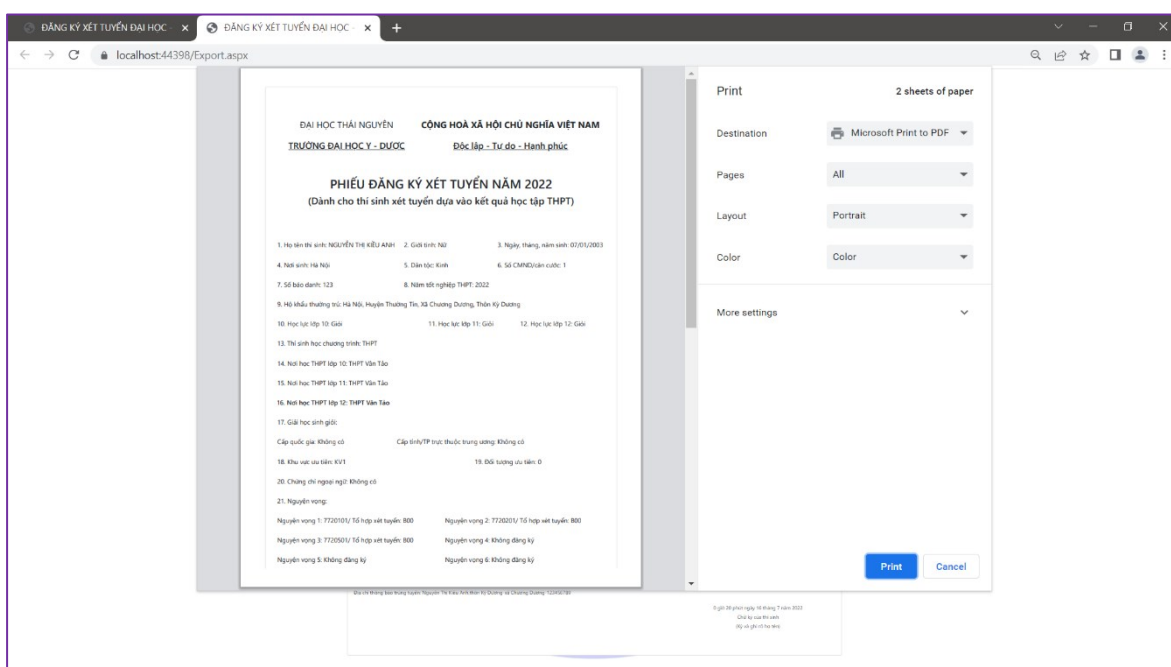 ĐĂNG KÝ XÉT TUYỂN ĐẠI HỌC - ĐĂNG KÝ XÉT TUYỂN ĐẠI HỌC -
localhost:44398/Export.aspx
ĐẠI HỌC THÁI NGUYÊN CỘNG HOÀ XÃ HỘI CHỦ NGHĨA VIỆT NAM
TRƯỜNG ĐẠI HỌC Y - DƯỢC Độc lập - Tự do - Hạnh phúc
PHIẾU ĐĂNG KÝ XÉT TUYỂN NĂM 2022
(Dành cho thí sinh xét tuyển dựa vào kết quả học tập THPT)
1. Họ tên thí sinh: NGUYỄN THỊ KIỀU ANH 2. Giới tính: Nữ 3. Ngày, tháng, năm sinh: 07/01/2003
4. Nơi sinh: Hà Nội 5. Dân tộc: Kinh 6. Số CMND/căn cước: 1
7. Số báo danh: 123 8. Năm tốt nghiệp THPT: 2022
9. Hộ khẩu thường trú: Hà Nội, Huyện Thường Tín, Xã Chương Dương, Thôn Kỳ Dương
10. Học lực lớp 10: Giỏi 11. Học lực lớp 11: Giỏi 12. Học lực lớp 12: Giỏi
13. Thí sinh học chương trình: THPT
14. Nơi học THPT lớp 10: THPT Vân Tảo
15. Nơi học THPT lớp 11: THPT Vân Tảo
16. Nơi học THPT lớp 12: THPT Vân Tảo
17. Giải học sinh giỏi:
Cấp quốc gia: Không có Cấp tỉnh/TP trực thuộc trung ương: Không có
18. Khu vực ưu tiên: KV1 19. Đối tượng ưu tiên: 0
20. Chứng chỉ ngoại ngữ: Không có
21. Nguyện vọng:
Nguyện vọng 1: 7720101/ Tổ hợp xét tuyển: B00 Nguyện vọng 2: 7720201/ Tổ hợp xét tuyển: B00
Nguyện vọng 3: 7720501/ Tổ hợp xét tuyển: B00 Nguyện vọng 4: Không đăng ký
Nguyện vọng 5: Không đăng ký Nguyện vọng 6: Không đăng ký
Print 2 sheets of paper
Destination Microsoft Print to PDF
Pages All
Layout Portrait
Color Color
More settings
Print Cancel
Chữ ký của thí sinh